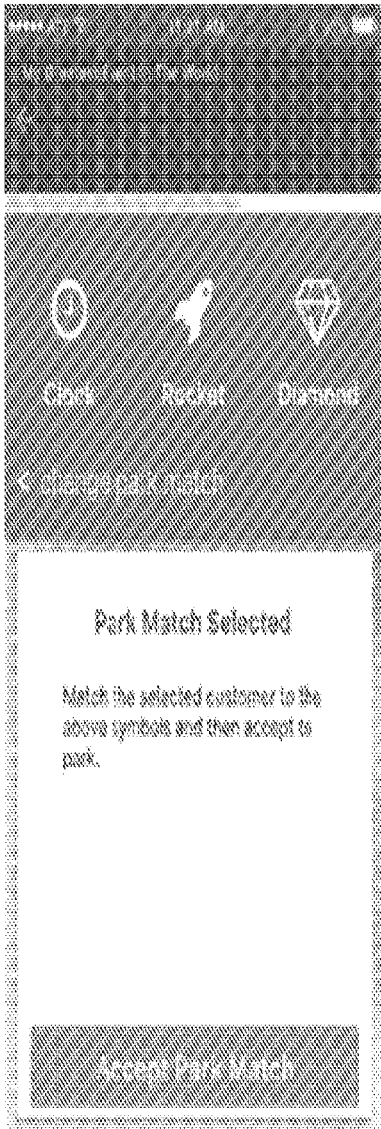 Clock Rocket Diamond
< change park match
Park Match Selected
Match the selected customer to the
above symbols and then accept to
park.
Accept Park Match